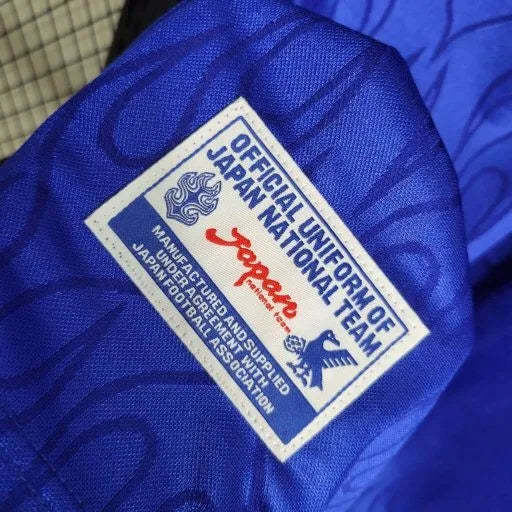 OFFICIAL UNIFORM OF
JAPAN NATIONAL TEAM
Japan
national team
MANUFACTURED AND SUPPLIED
UNDER AGREEMENT WITH
JAPAN FOOTBALL ASSOCIATION